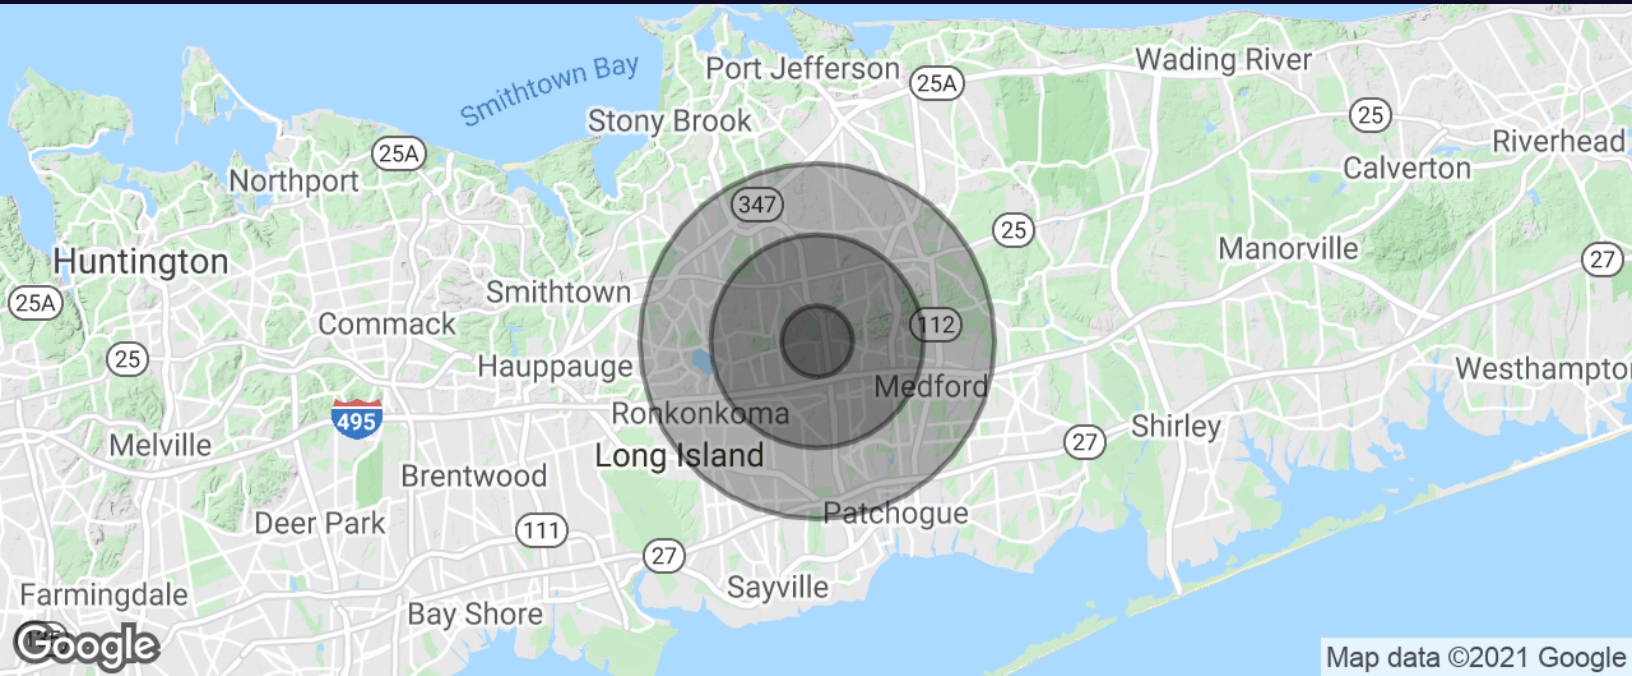 Wading River
Port Jefferson
25A
Smithtown Bay
25
Stony Brook
Riverhead
25A
Calverton
Northport
347
25
Manorville
Huntington
27
Smithtown
25A
Commack
112
25
Hauppauge
Westhampton
Medford
Ronkonkoma
495
Shirley
27
Melville
Long Island
Brentwood
Patchogue
Deer Park
111
27
Sayville
Farmingdale
Bay Shore
Google
Map data ©2021 Google